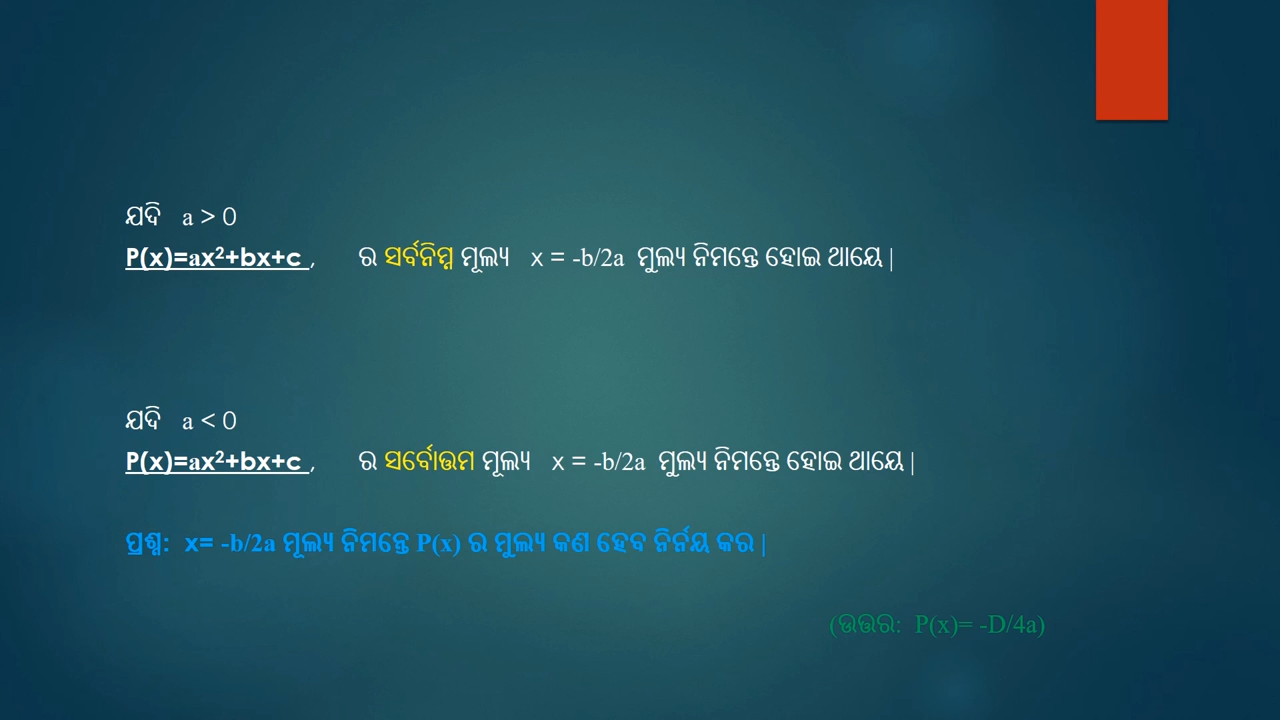 ଯଦି a > 0
P(x)=ax²+bx+c , ର ସର୍ବନିମ୍ନ ମୂଲ୍ୟ x = -b/2a ମୁଲ୍ୟ ନିମନ୍ତେ ହୋଇ ଥାୟେ |
ଯଦି a < 0
P(x)=ax²+bx+c , ର ସର୍ବୋତ୍ତମ ମୂଲ୍ୟ x = -b/2a ମୁଲ୍ୟ ନିମନ୍ତେ ହୋଇ ଥାୟେ |
ପ୍ରଶ୍ନ: x= -b/2a ମୂଲ୍ୟ ନିମନ୍ତେ P(x) ର ମୁଲ୍ୟ କଣ ହେବ ନିର୍ନୟ କର |
(ଉତ୍ତର: P(x)= -D/4a)